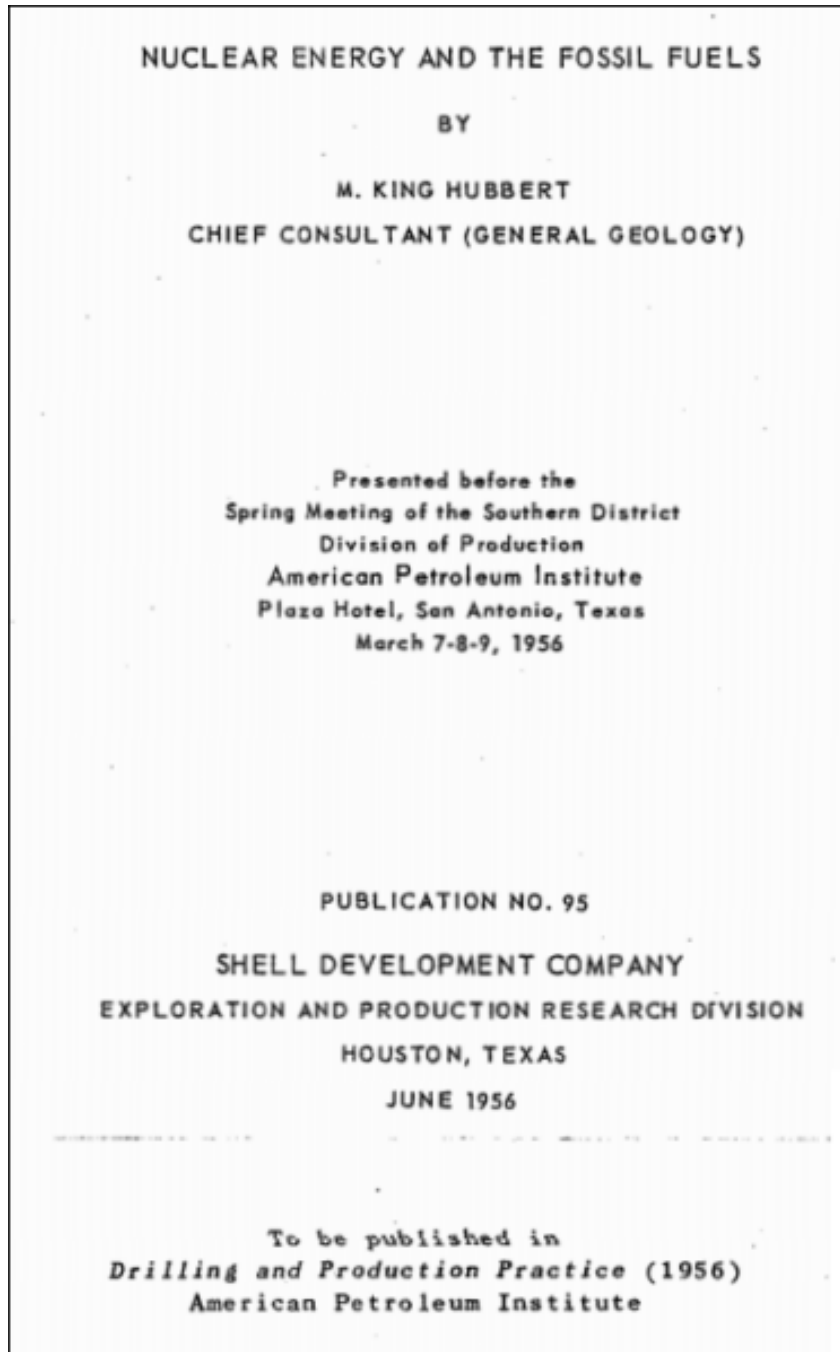 NUCLEAR ENERGY AND THE FOSSIL FUELS
BY
M. KING HUBBERT
CHIEF CONSULTANT (GENERAL GEOLOGY)
Presented before the
Spring Meeting of the Southern District
Division of Production
American Petroleum Institute
Plaza Hotel, San Antonio, Texas
March 7-8-9, 1956
PUBLICATION NO. 95
SHELL DEVELOPMENT COMPANY
EXPLORATION AND PRODUCTION RESEARCH DIVISION
HOUSTON, TEXAS
JUNE 1956
To be published in
Drilling and Production Practice (1956)
American Petroleum Institute